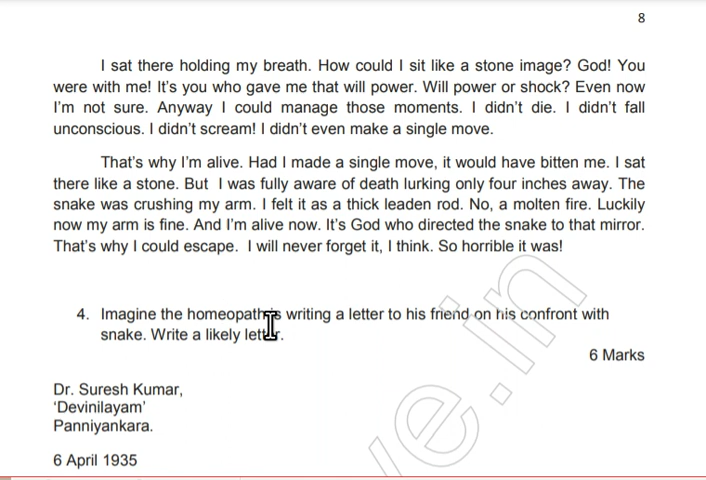 8
I sat there holding my breath. How could I sit like a stone image? God! You
were with me! It's you who gave me that will power. Will power or shock? Even now
I'm not sure. Anyway I could manage those moments. I didn't die. I didn't fall
unconscious. I didn't scream! I didn't even make a single move.
That's why I'm alive. Had I made a single move, it would have bitten me. I sat
there like a stone. But I was fully aware of death lurking only four inches away. The
snake was crushing my arm. I felt it as a thick leaden rod. No, a molten fire. Luckily
now my arm is fine. And I'm alive now. It's God who directed the snake to that mirror.
That's why I could escape. I will never forget it, I think. So horrible it was!
4. Imagine the homeopath is writing a letter to his friend on his confront with
snake. Write a likely letter.
6 Marks
Dr. Suresh Kumar,
'Devinilayam'
Panniyankara.
6 April 1935
ve.in